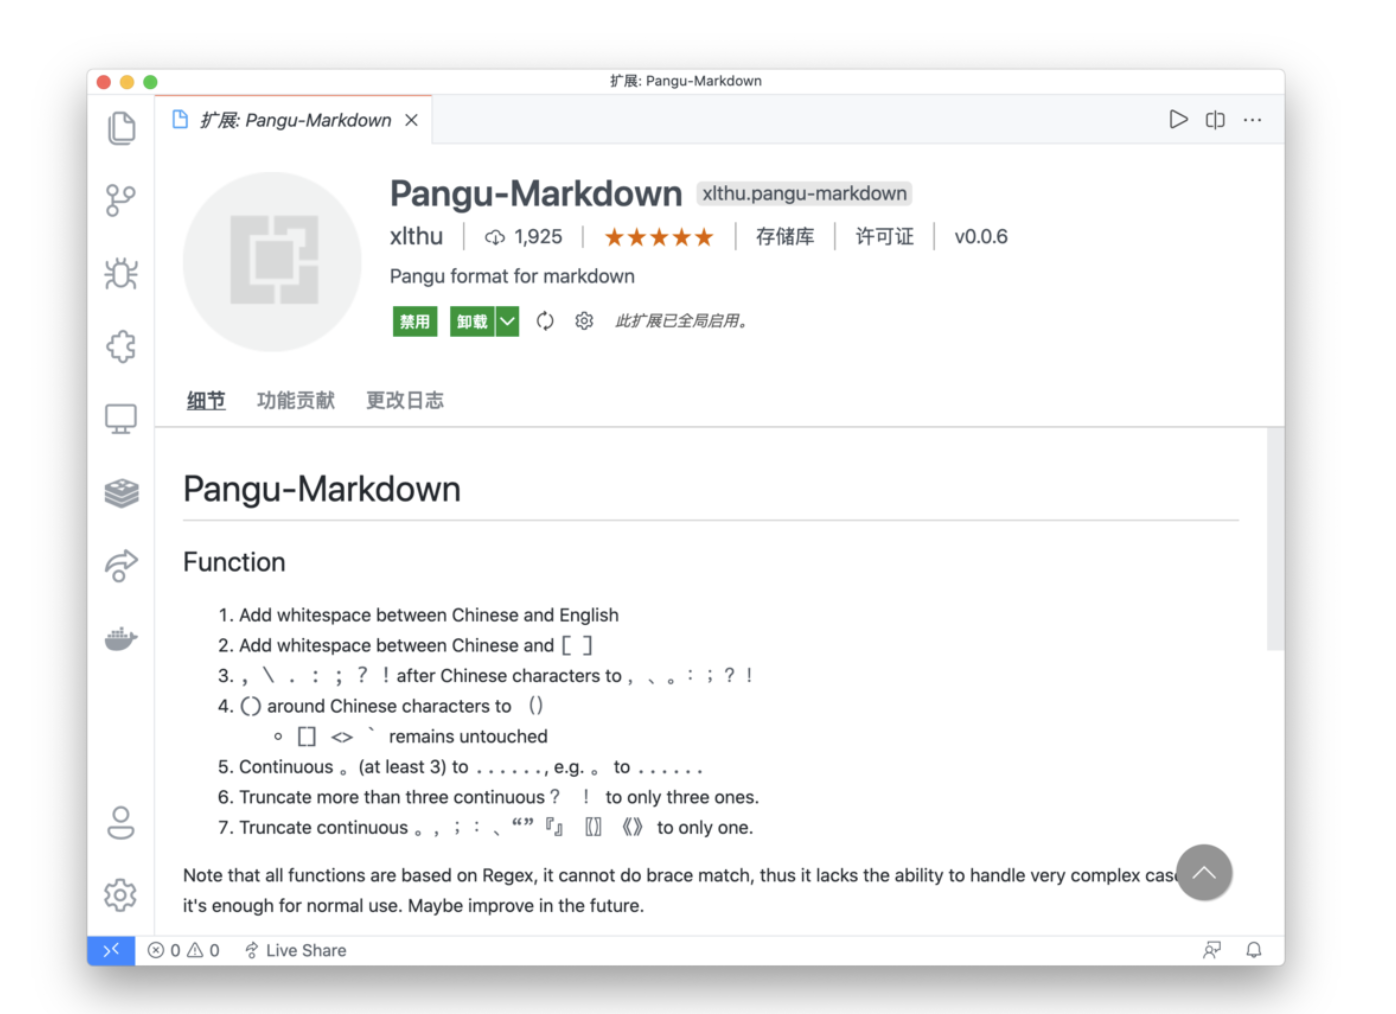 扩展: Pangu-Markdown
扩展: Pangu-Markdown
Pangu-Markdown xlthu.pangu-markdown
xlthu 1,925 ★★★★★ 存储库 许可证 v0.0.6
Pangu format for markdown
禁用 卸载 此扩展已全局启用。
细节 功能贡献 更改日志
Pangu-Markdown
Function
1. Add whitespace between Chinese and English
2. Add whitespace between Chinese and [ ]
3. , \ . : ; ? ! after Chinese characters to ，、。：；？！
4. () around Chinese characters to （）
[] <> ` remains untouched
5. Continuous 。(at least 3) to ......, e.g. 。 to ......
6. Truncate more than three continuous ？ ！ to only three ones.
7. Truncate continuous 。，；：、“”『』〖〗《》 to only one.
Note that all functions are based on Regex, it cannot do brace match, thus it lacks the ability to handle very complex
it's enough for normal use. Maybe improve in the future.
0 0 Live Share